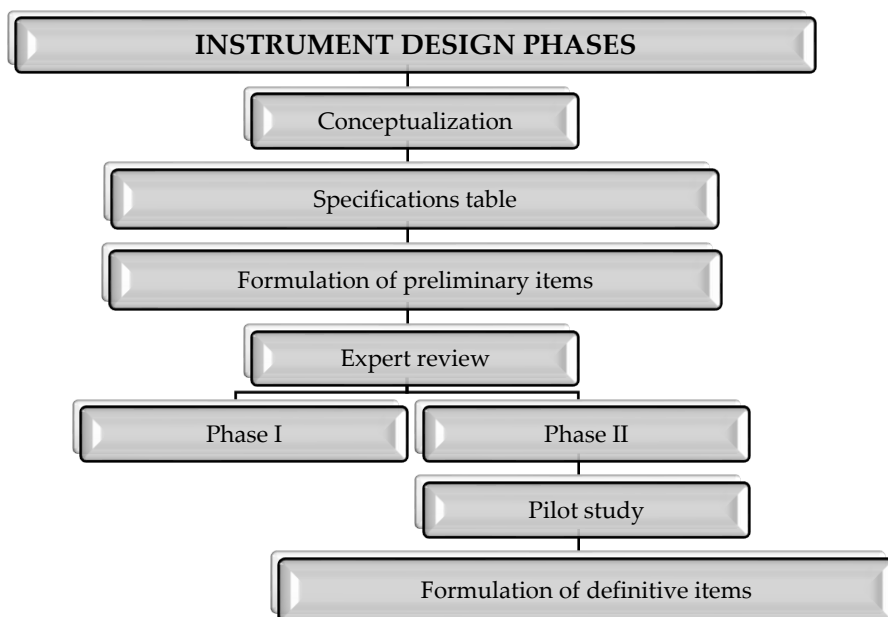 INSTRUMENT DESIGN PHASES
Conceptualization
Specifications table
Formulation of preliminary items
Expert review
Phase I
Phase II
Pilot study
Formulation of definitive items